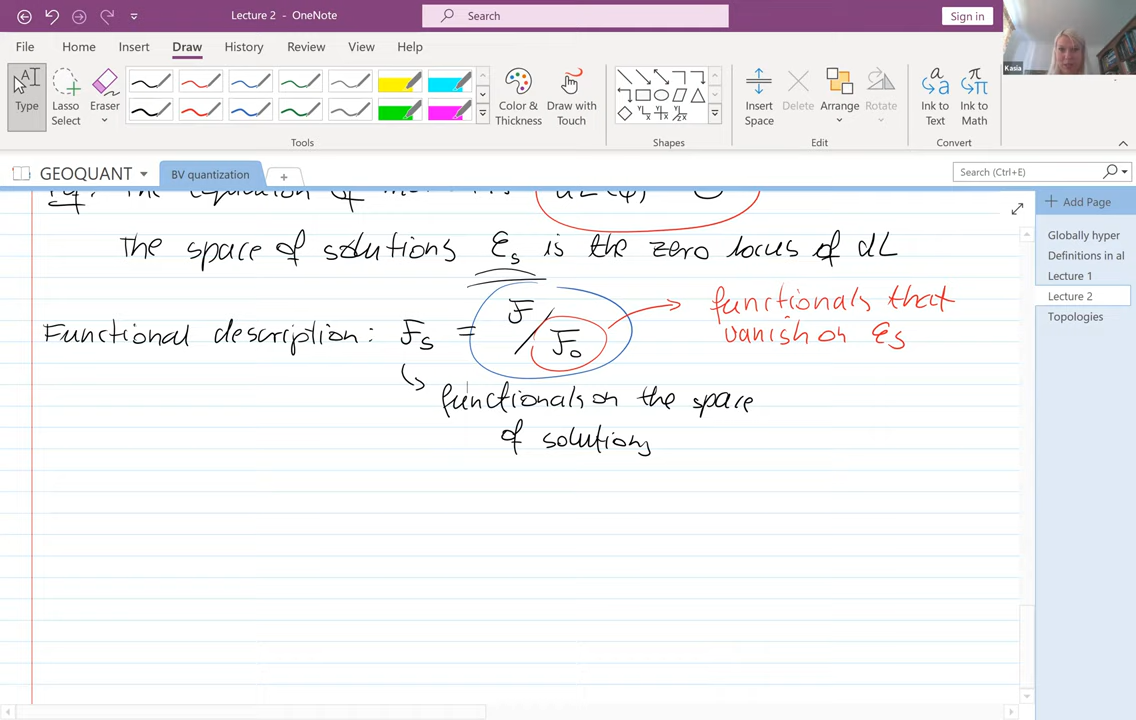 Lecture 2 - OneNote
Search
Sign in
File Home Insert Draw History Review View Help
Type
Lasso Select
Eraser
Color & Thickness
Draw with Touch
Insert Space
Delete
Arrange
Rotate
Ink to Text
Ink to Math
Tools
Shapes
Edit
Convert
Kasia
GEOQUANT
BV quantization
Search (Ctrl+E)
Add Page
Globally hyper
Definitions in al
Lecture 1
Lecture 2
Topologies
The equation of
The space of solutions Es is the zero locus of dL
Functional description: Fs = F / F0
functionals that
vanish on Es
functionals on the space
of solutions